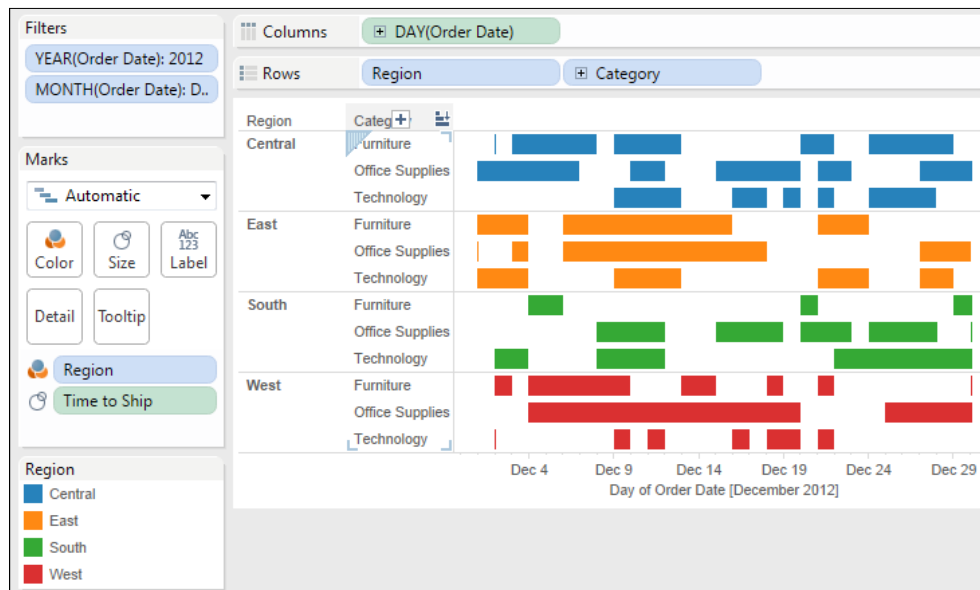 Filters
YEAR(Order Date): 2012
MONTH(Order Date): D..
Marks
Automatic
Color
Size
Abc
123
Label
Detail
Tooltip
Region
Time to Ship
Region
Central
East
South
West
Columns
DAY(Order Date)
Rows
Region
Category
Region
Central
Furniture
Office Supplies
Technology
East
Furniture
Office Supplies
Technology
South
Furniture
Office Supplies
Technology
West
Furniture
Office Supplies
Technology
Dec 4 Dec 9 Dec 14 Dec 19 Dec 24 Dec 29
Day of Order Date [December 2012]